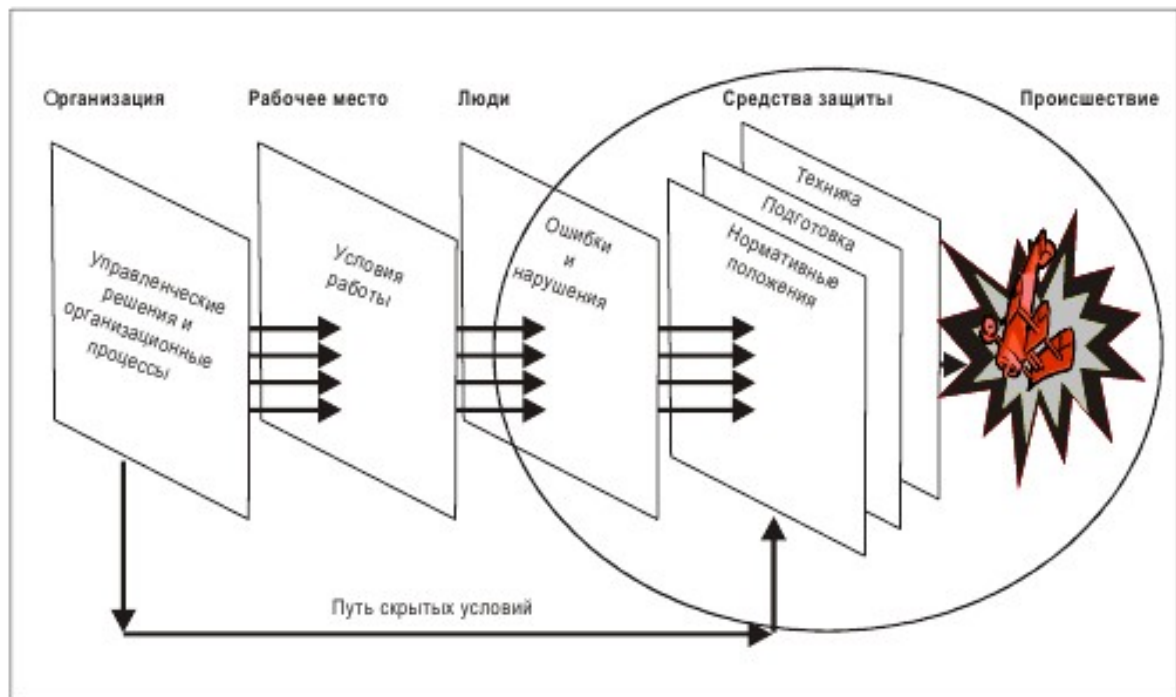 Организация
Рабочее место
Люди
Средства защиты
Происшествие
Управленческие
решения и
организационные
процессы
Условия
работы
Ошибки
и
нарушения
Техника
Подготовка
Нормативные
положения
Путь скрытых условий